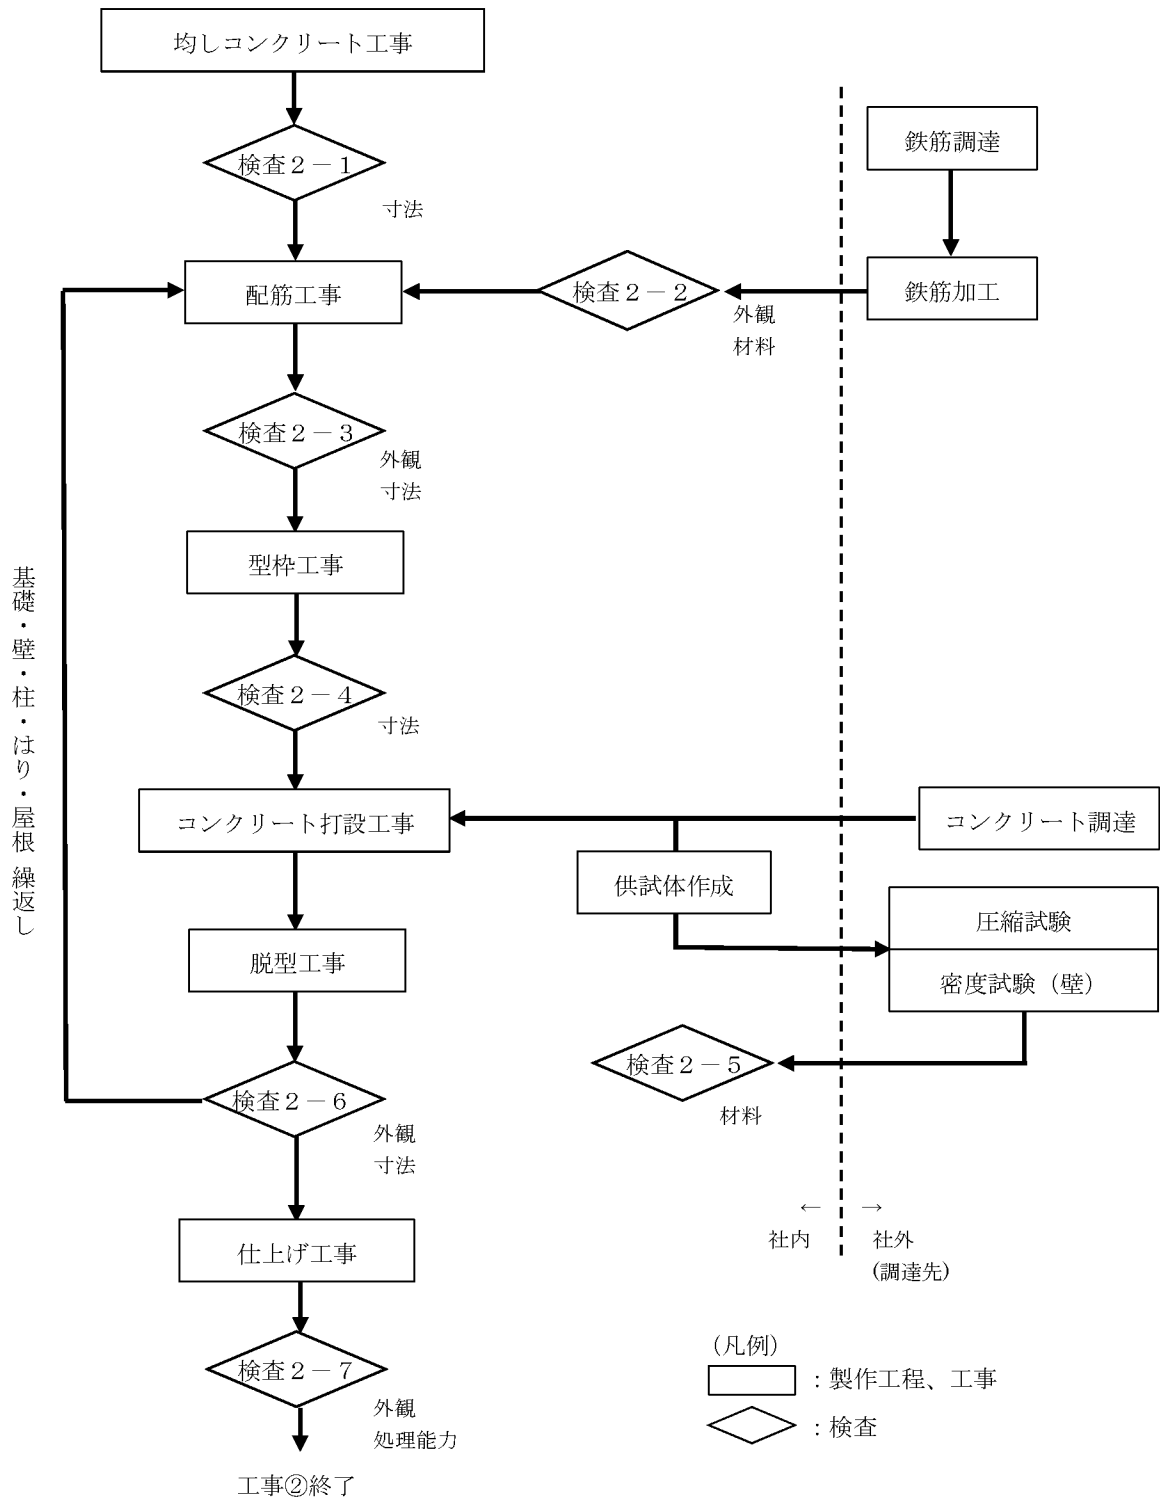 均しコンクリート工事
検査２－１
寸法
鉄筋調達
鉄筋加工
検査２－２
外観
材料
配筋工事
検査２－３
外観
寸法
型枠工事
検査２－４
寸法
コンクリート打設工事
コンクリート調達
供試体作成
圧縮試験
密度試験（壁）
脱型工事
検査２－５
材料
検査２－６
外観
寸法
基礎・壁・柱・はり・屋根 繰返し
仕上げ工事
検査２－７
外観
処理能力
工事②終了
← →
社内 社外
(調達先)
（凡例）
：製作工程、工事
：検査